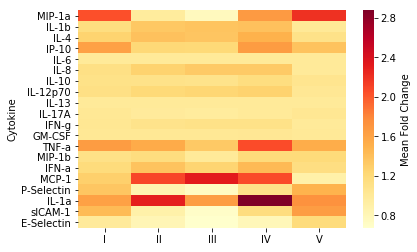 MIP-1a
IL-1b
IL-4
IP-10
IL-6
IL-8
IL-10
IL-12p70
IL-13
IL-17A
IFN-g
GM-CSF
TNF-a
MIP-1b
IFN-a
MCP-1
P-Selectin
IL-1a
sICAM-1
E-Selectin
Cytokine
I II III IV V
2.8
2.4
2.0
1.6
1.2
0.8
Mean Fold Change